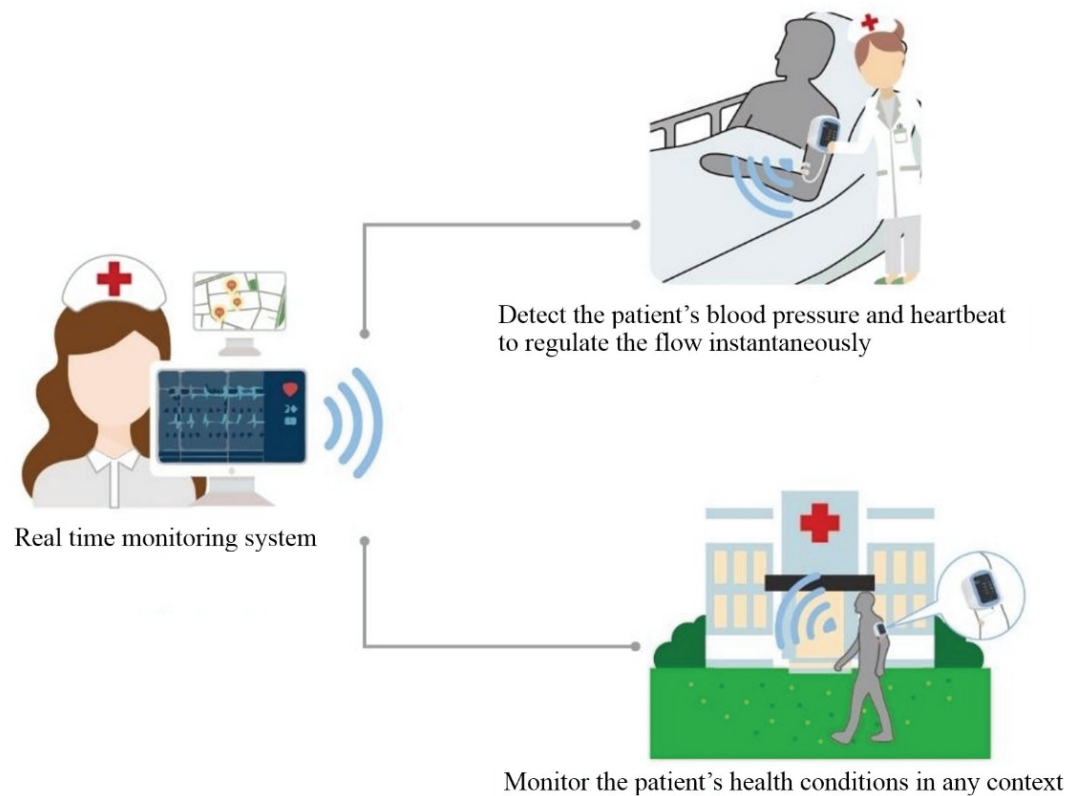 Detect the patient's blood pressure and heartbeat
to regulate the flow instantaneously
Real time monitoring system
Monitor the patient's health conditions in any context